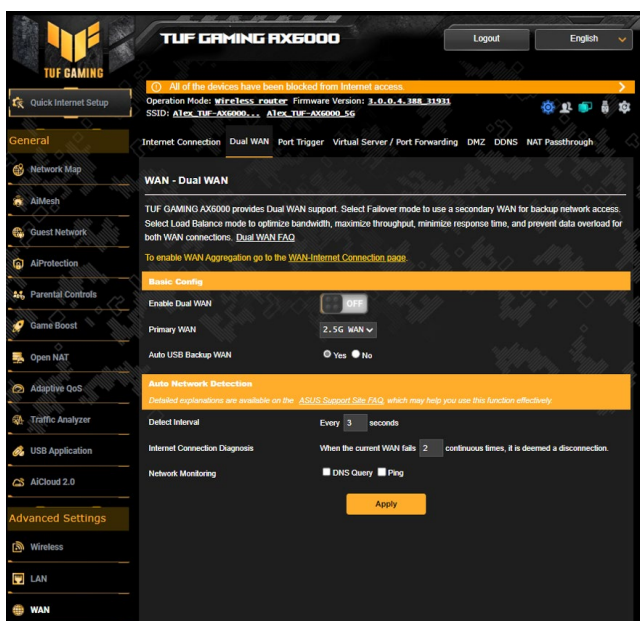 TUF GAMING
TUF GAMING AX6000
Logout
English
All of the devices have been blocked from Internet access.
Quick Internet Setup
Operation Mode: Wireless router Firmware Version: 3.0.0.4.388_31931
SSID: Alex_TUF-AX6000... Alex_TUF-AX6000_5G
General
Network Map
AiMesh
Guest Network
AiProtection
Parental Controls
Game Boost
Open NAT
Adaptive QoS
Traffic Analyzer
USB Application
AiCloud 2.0
Advanced Settings
Wireless
LAN
WAN
Internet Connection Dual WAN Port Trigger Virtual Server / Port Forwarding DMZ DDNS NAT Passthrough
WAN - Dual WAN
TUF GAMING AX6000 provides Dual WAN support. Select Failover mode to use a secondary WAN for backup network access.
Select Load Balance mode to optimize bandwidth, maximize throughput, minimize response time, and prevent data overload for
both WAN connections. Dual WAN FAQ
To enable WAN Aggregation go to the WAN-Internet Connection page.
Basic Config
Enable Dual WAN OFF
Primary WAN 2.5G WAN
Auto USB Backup WAN Yes No
Auto Network Detection
Detailed explanations are available on the ASUS Support Site FAQ, which may help you use this function effectively.
Detect Interval Every 3 seconds
Internet Connection Diagnosis When the current WAN fails 2 continuous times, it is deemed a disconnection.
Network Monitoring DNS Query Ping
Apply